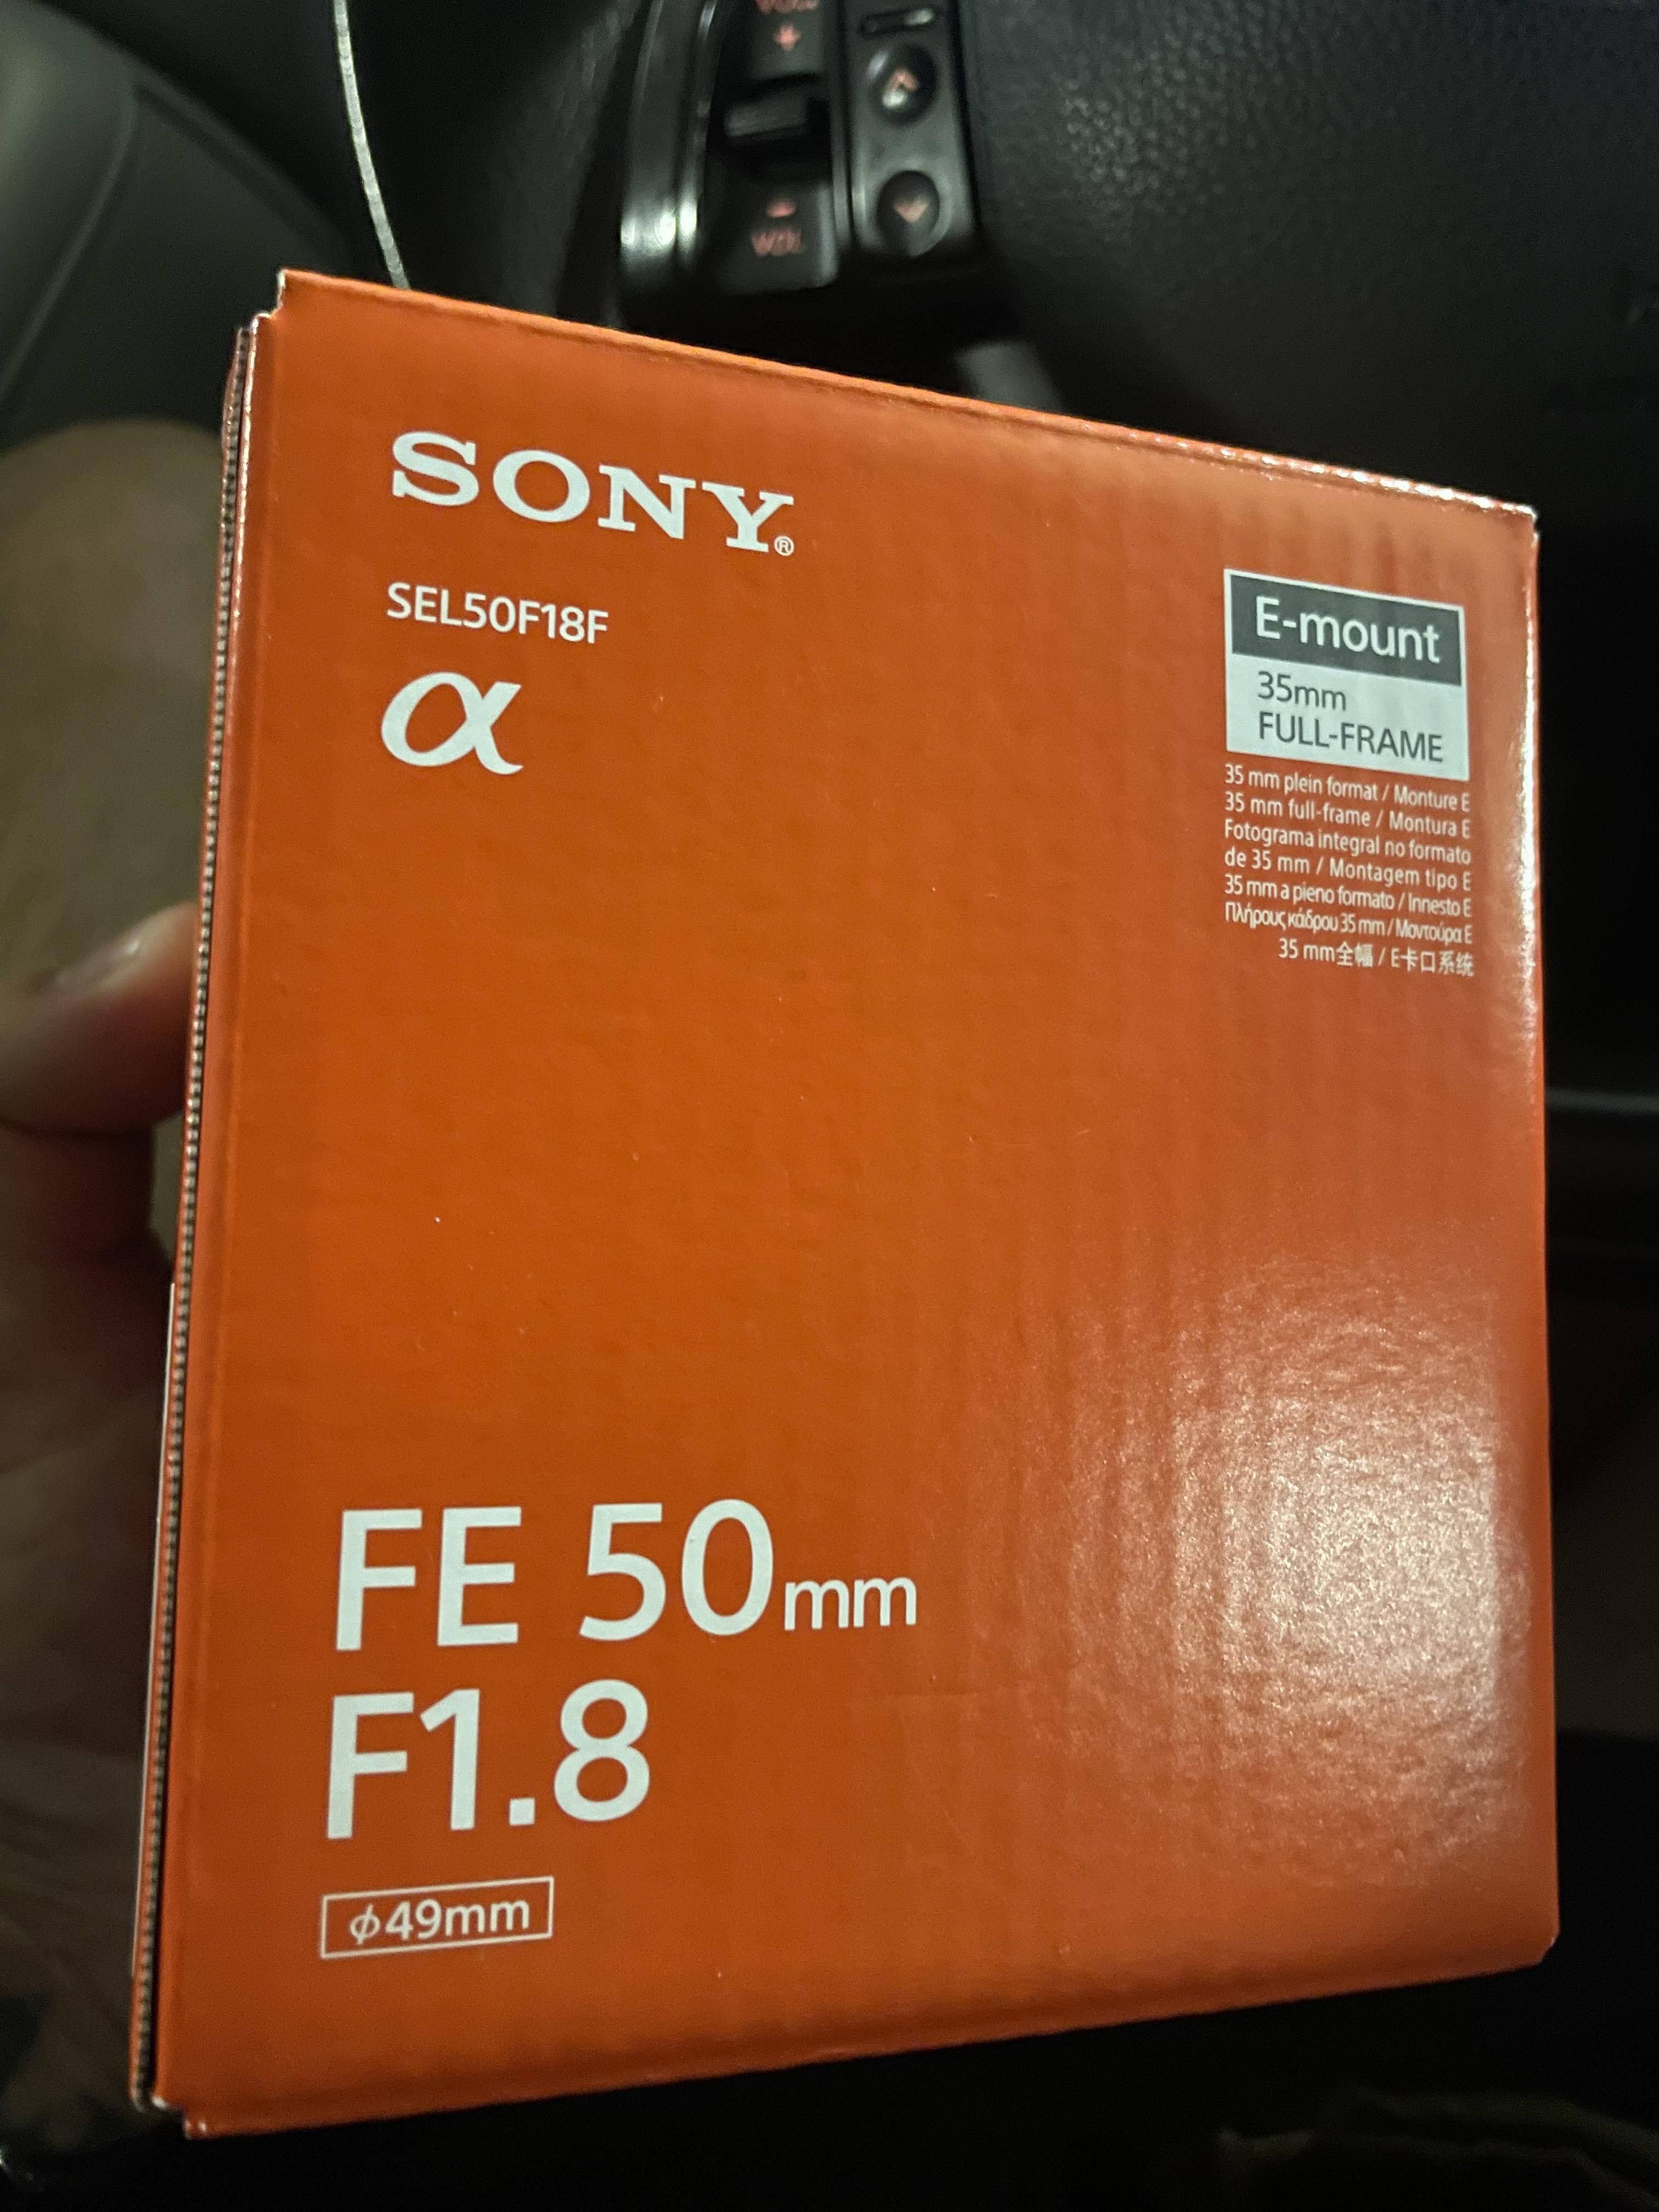 VOL
SONY®
SEL50F18F
α
E-mount
35mm
FULL-FRAME
35 mm plein format / Monture E
35 mm full-frame / Montura E
Fotograma integral no formato
de 35 mm / Montagem tipo E
35 mm a pieno formato / Innesto E
Πλήρους κάδρου 35 mm / Μοντούρα E
35 mm全幅 / E卡口系统
FE 50mm
F1.8
ϕ49mm